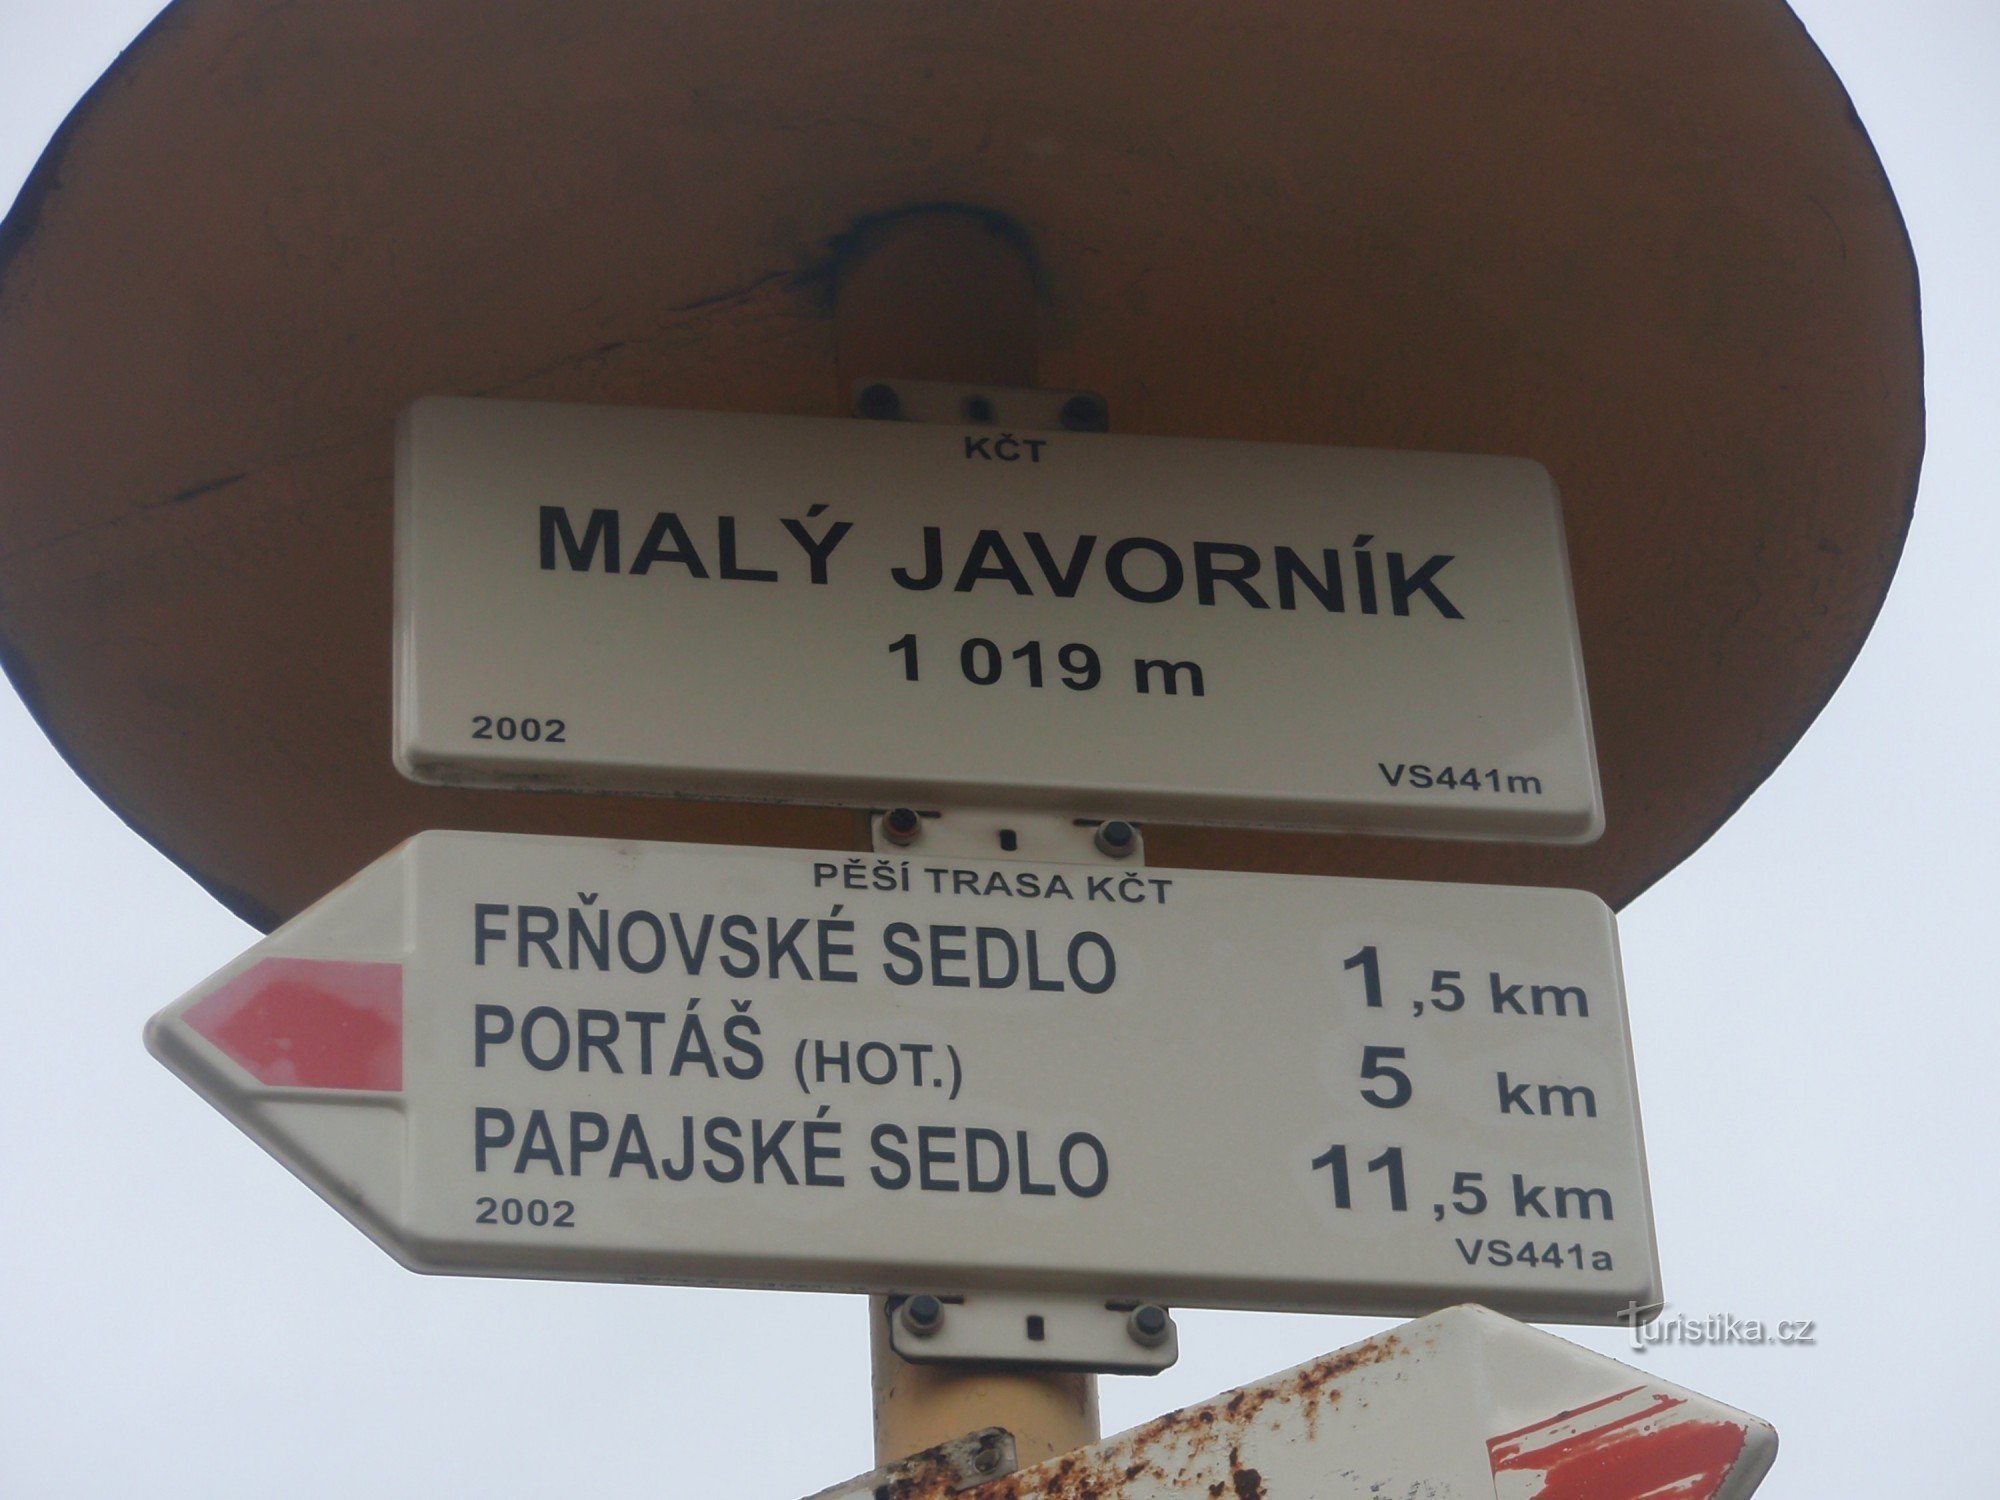 KČT
MALÝ JAVORNÍK
1 019 m
2002
VS441m
PĚŠÍ TRASA KČT
FRŇOVSKÉ SEDLO 1,5 km
PORTÁŠ (HOT.) 5 km
PAPAJSKÉ SEDLO 11,5 km
2002
VS441a
Turistika.cz